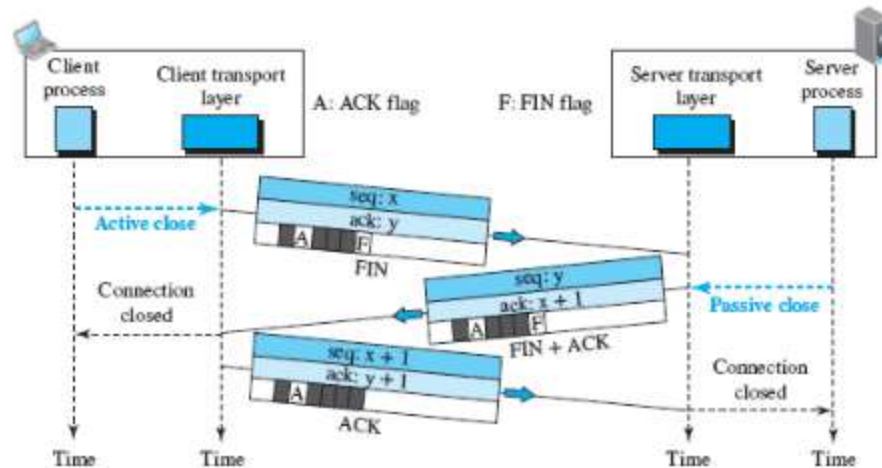 Client
process
Client transport
layer
A: ACK flag
F: FIN flag
Server transport
layer
Server
process
Active close
seq: x
ack: y
A
F
FIN
Passive close
seq: y
ack: x + 1
A
F
FIN + ACK
Connection
closed
seq: x + 1
ack: y + 1
A
ACK
Connection
closed
Time
Time
Time
Time